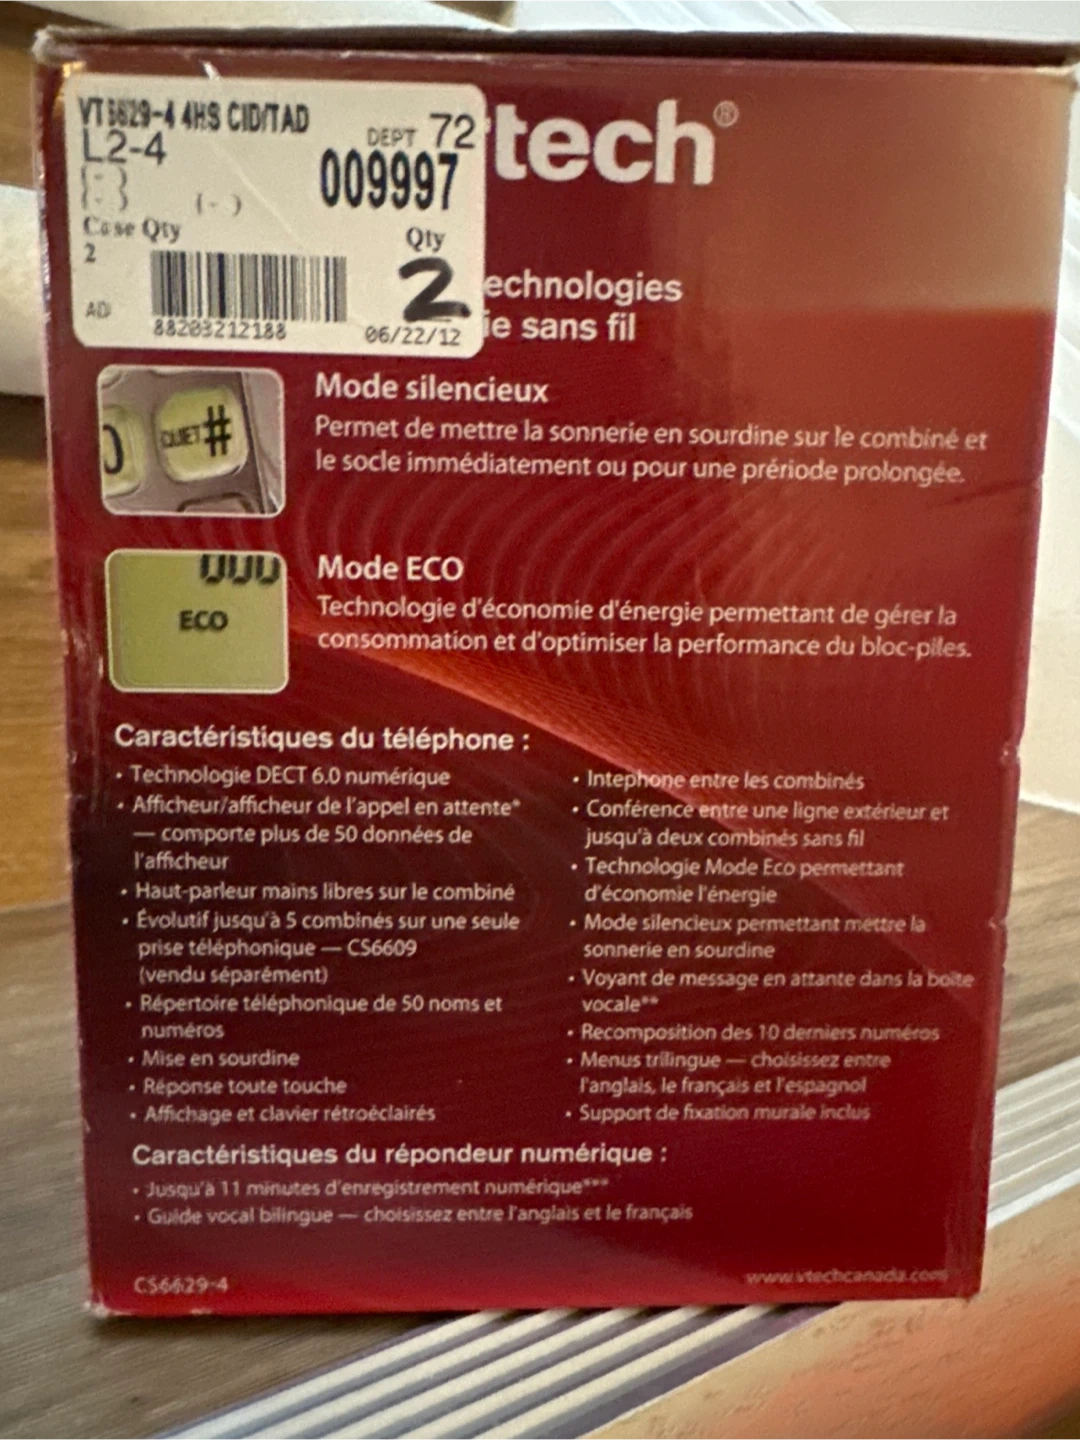 VT6629-4 4HS CID/TAD
DEPT 72
L2-4
009997
(- )
Case Qty
Qty
2
2
AD
88203212188
06/22/12
tech®
echnologies
ie sans fil
QUIET #
Mode silencieux
Permet de mettre la sonnerie en sourdine sur le combiné et
le socle immédiatement ou pour une prériode prolongée.
ECO
Mode ECO
Technologie d'économie d'énergie permettant de gérer la
consommation et d'optimiser la performance du bloc-piles.
Caractéristiques du téléphone :
• Technologie DECT 6.0 numérique
• Afficheur/afficheur de l'appel en attente*
— comporte plus de 50 données de
l'afficheur
• Haut-parleur mains libres sur le combiné
• Évolutif jusqu'à 5 combinés sur une seule
prise téléphonique — CS6609
(vendu séparément)
• Répertoire téléphonique de 50 noms et
numéros
• Mise en sourdine
• Réponse toute touche
• Affichage et clavier rétroéclairés
• Intephone entre les combinés
• Conférence entre une ligne extérieur et
jusqu'à deux combinés sans fil
• Technologie Mode Eco permettant
d'économie l'énergie
• Mode silencieux permettant mettre la
sonnerie en sourdine
• Voyant de message en attante dans la boîte
vocale**
• Recomposition des 10 derniers numéros
• Menus trilingue — choisissez entre
l'anglais, le français et l'espagnol
• Support de fixation murale inclus
Caractéristiques du répondeur numérique :
• Jusqu'à 11 minutes d'enregistrement numérique***
• Guide vocal bilingue — choisissez entre l'anglais et le français
CS6629-4
www.vtechcanada.com